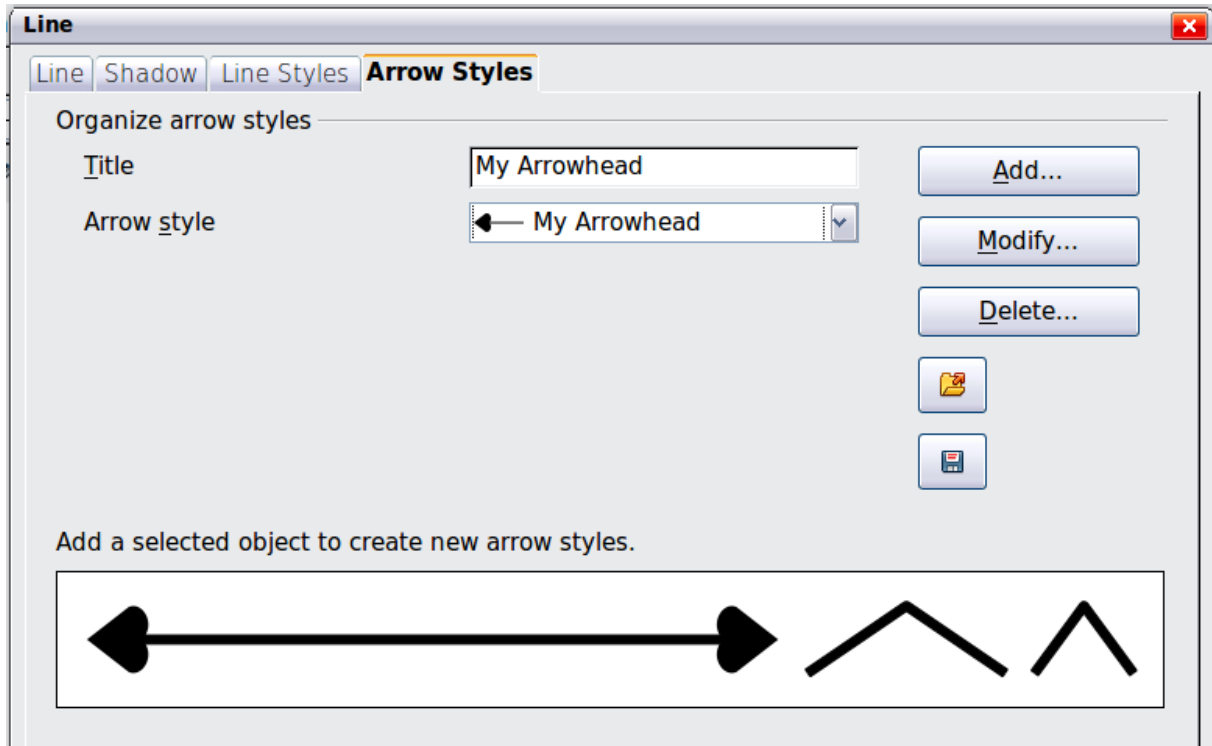 Line
Line Shadow Line Styles Arrow Styles
Organize arrow styles
Title My Arrowhead Add...
Arrow style My Arrowhead
Modify...
Delete...
Add a selected object to create new arrow styles.